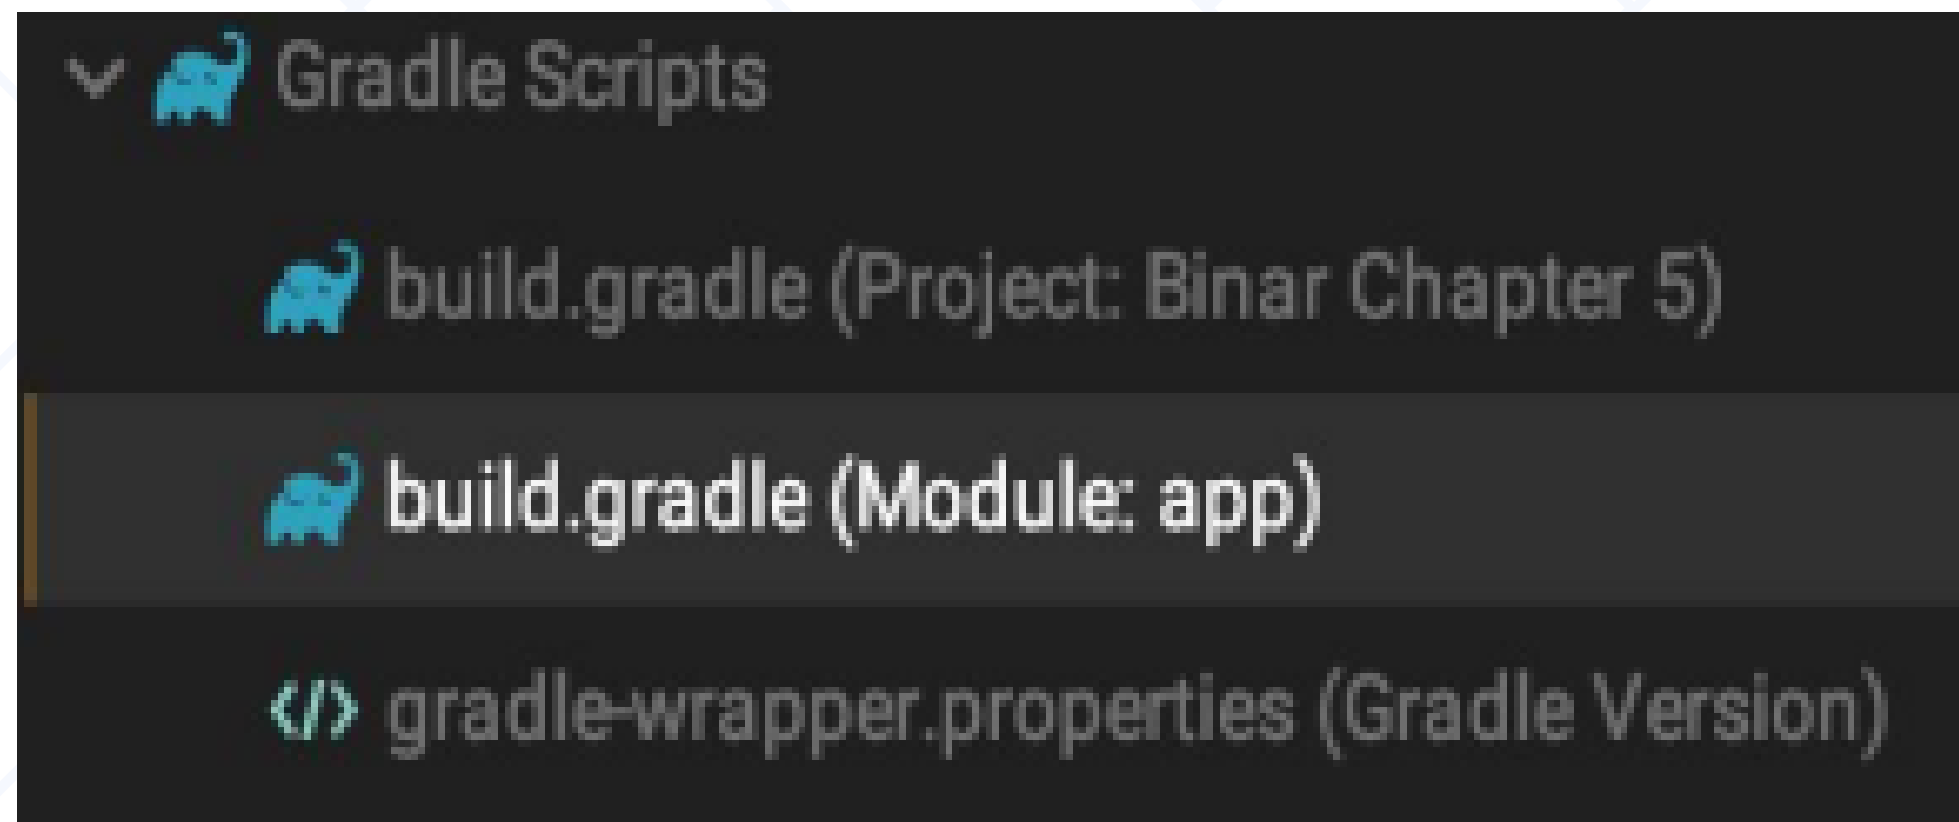 Gradle Scripts
build.gradle (Project: Binar Chapter 5)
build.gradle (Module: app)
gradle-wrapper.properties (Gradle Version)